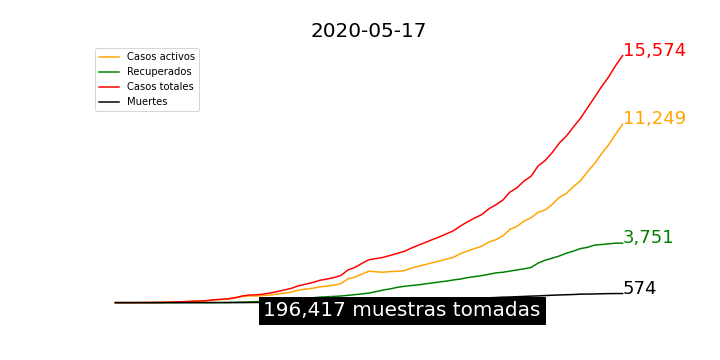 2020-05-17
Casos activos
Recuperados
Casos totales
Muertes
15,574
11,249
3,751
574
196,417 muestras tomadas